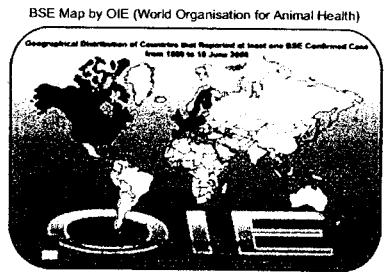 BSE Map by OIE (World Organisation for Animal Health)
Geographical Distribution of Countries that Reported at least one BSE Confirmed Case
from 1989 to 10 June 2008
OIE